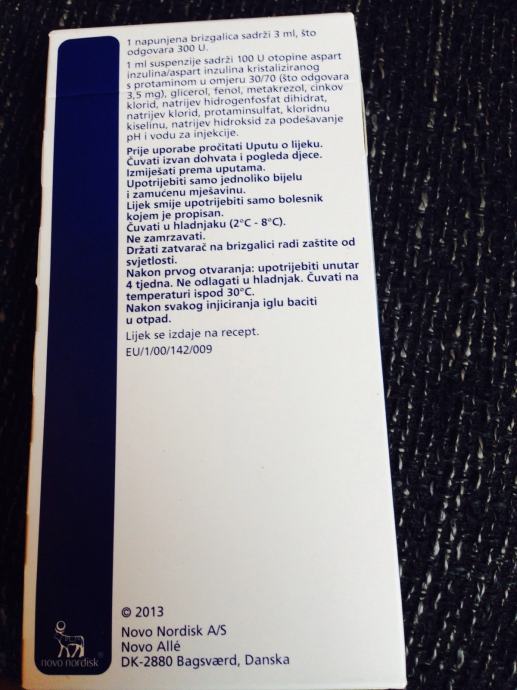 1 napunjena brizgalica sadrži 3 ml, što
odgovara 300 U.
1 ml suspenzije sadrži 100 U otopine aspart
inzulina/aspart inzulina kristaliziranog
s protaminom u omjeru 30/70 (što odgovara
3,5 mg), glicerol, fenol, metakrezol, cinkov
klorid, natrijev hidrogenfosfat dihidrat,
natrijev klorid, protaminsulfat, kloridnu
kiselinu, natrijev hidroksid za podešavanje
pH i vodu za injekcije.
Prije uporabe pročitati Uputu o lijeku.
Čuvati izvan dohvata i pogleda djece.
Izmiješati prema uputama.
Upotrijebiti samo jednoliko bijelu
i zamućenu mješavinu.
Lijek smije upotrijebiti samo bolesnik
kojem je propisan.
Čuvati u hladnjaku (2°C - 8°C).
Ne zamrzavati.
Držati zatvarač na brizgalici radi zaštite od
svjetlosti.
Nakon prvog otvaranja: upotrijebiti unutar
4 tjedna. Ne odlagati u hladnjak. Čuvati na
temperaturi ispod 30°C.
Nakon svakog injiciranja iglu baciti
u otpad.
Lijek se izdaje na recept.
EU/1/00/142/009
© 2013
Novo Nordisk A/S
Novo Allé
DK-2880 Bagsværd, Danska
novo nordisk®